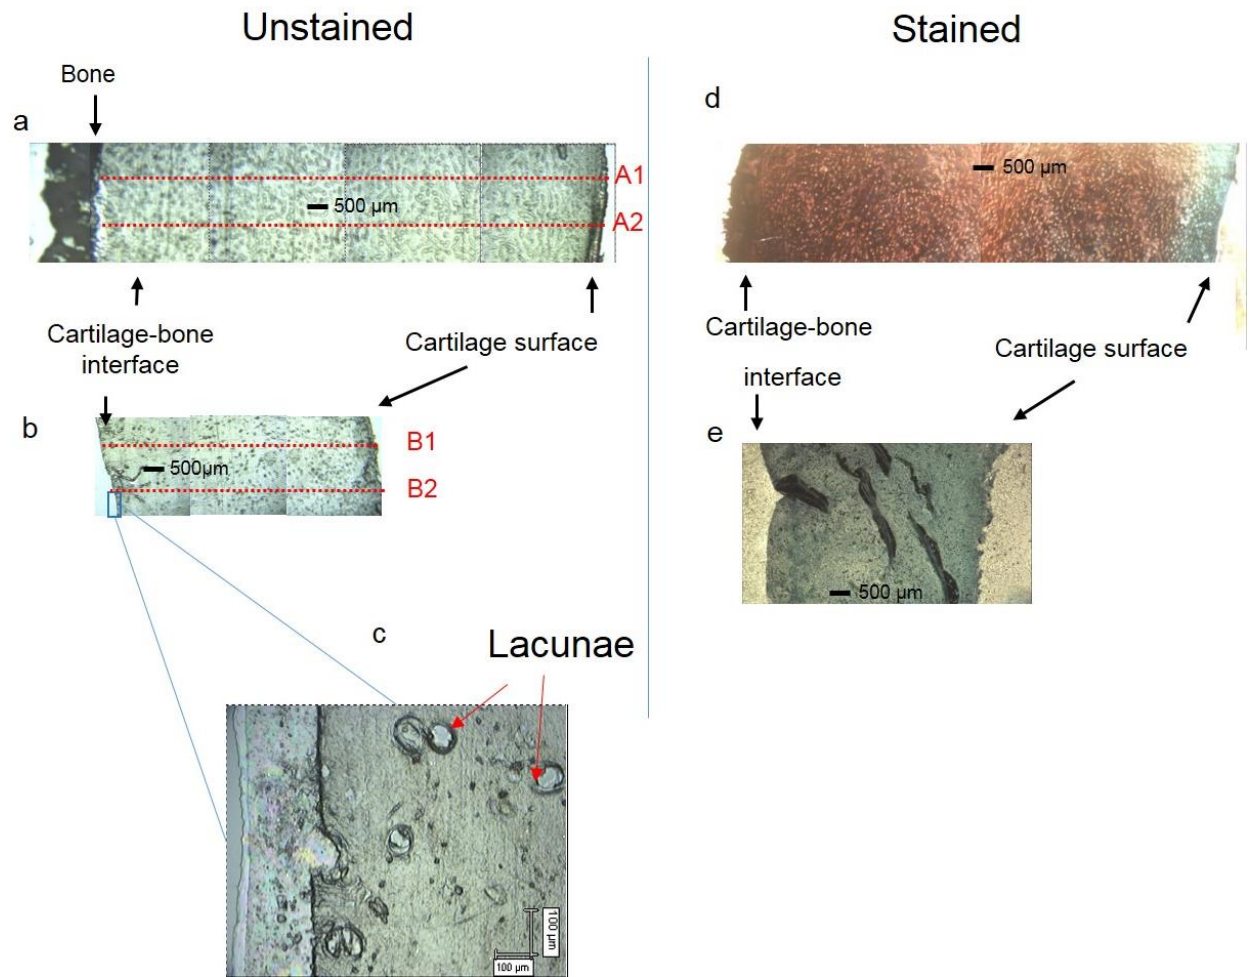 Unstained
Stained
Bone
a
A1
500 µm
A2
Cartilage-bone
interface
Cartilage surface
b
B1
500µm
B2
c
Lacunae
100 µm
100 µm
d
500 µm
Cartilage-bone
interface
Cartilage surface
e
500 µm